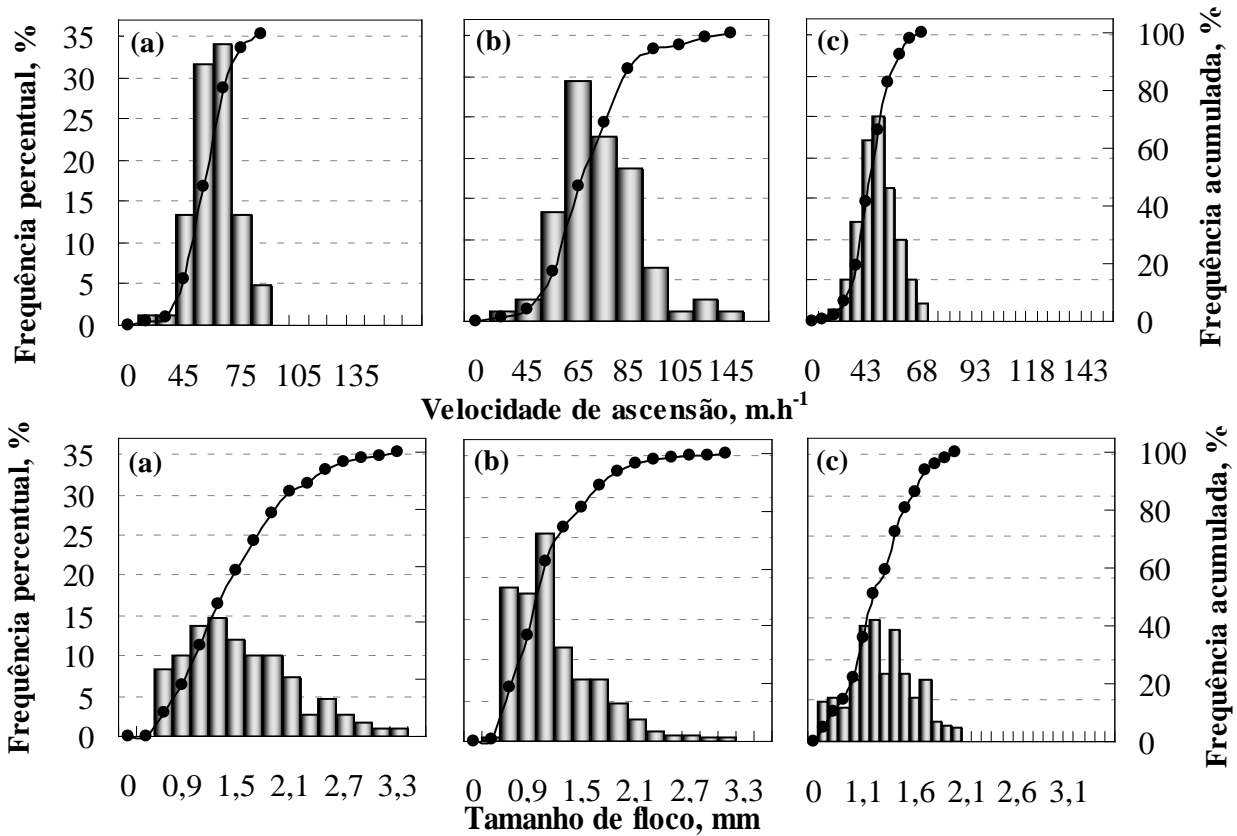 Frequência percentual, %
35
30
25
20
15
10
5
0
(a)
(b)
(c)
100
80
60
40
20
0
Frequência acumulada, %
0 45 75 105 135
0 45 65 85 105 145
0 43 68 93 118 143
Velocidade de ascensão, m.h⁻¹
Frequência percentual, %
35
30
25
20
15
10
5
0
(a)
(b)
(c)
100
80
60
40
20
0
Frequência acumulada, %
0 0,9 1,5 2,1 2,7 3,3
0 0,9 1,5 2,1 2,7 3,3
0 1,1 1,6 2,1 2,6 3,1
Tamanho de floco, mm